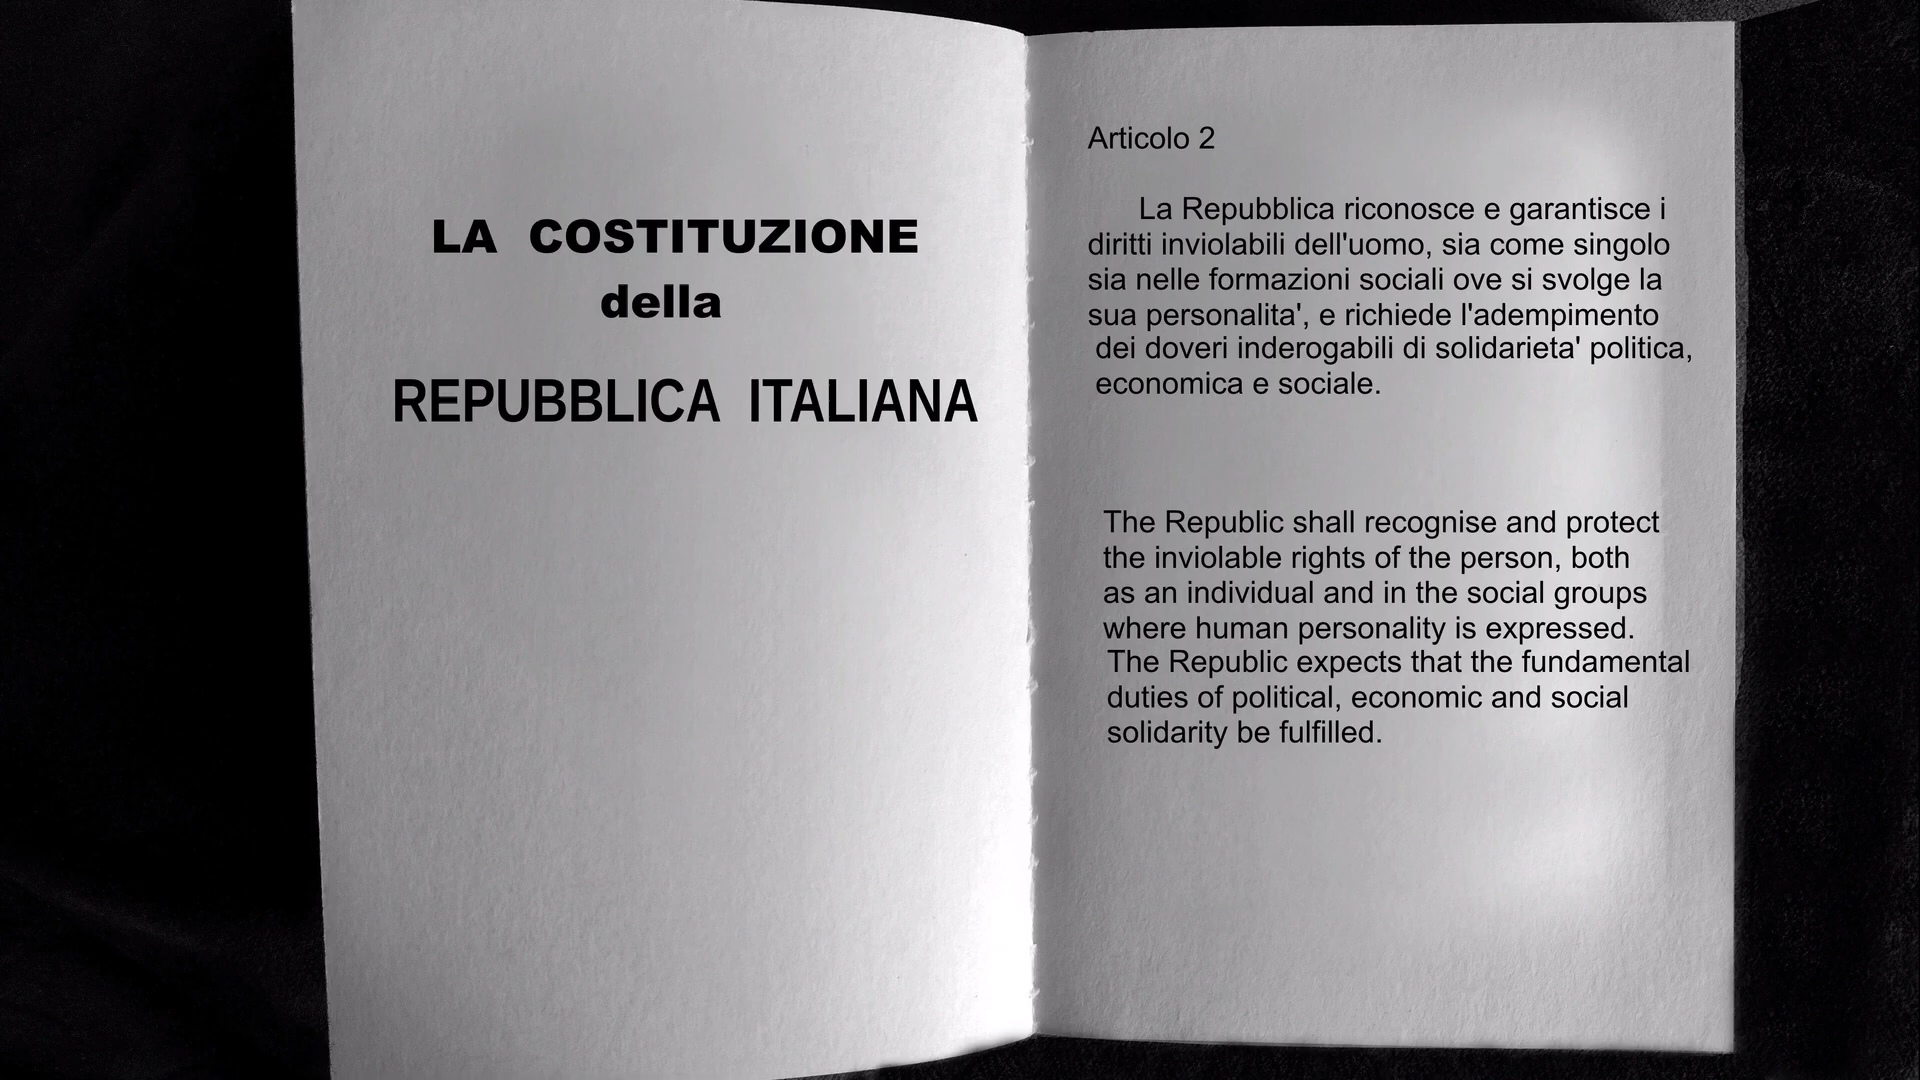 LA COSTITUZIONE
della
REPUBBLICA ITALIANA
Articolo 2
La Repubblica riconosce e garantisce i
diritti inviolabili dell'uomo, sia come singolo
sia nelle formazioni sociali ove si svolge la
sua personalita', e richiede l'adempimento
dei doveri inderogabili di solidarieta' politica,
economica e sociale.
The Republic shall recognise and protect
the inviolable rights of the person, both
as an individual and in the social groups
where human personality is expressed.
The Republic expects that the fundamental
duties of political, economic and social
solidarity be fulfilled.